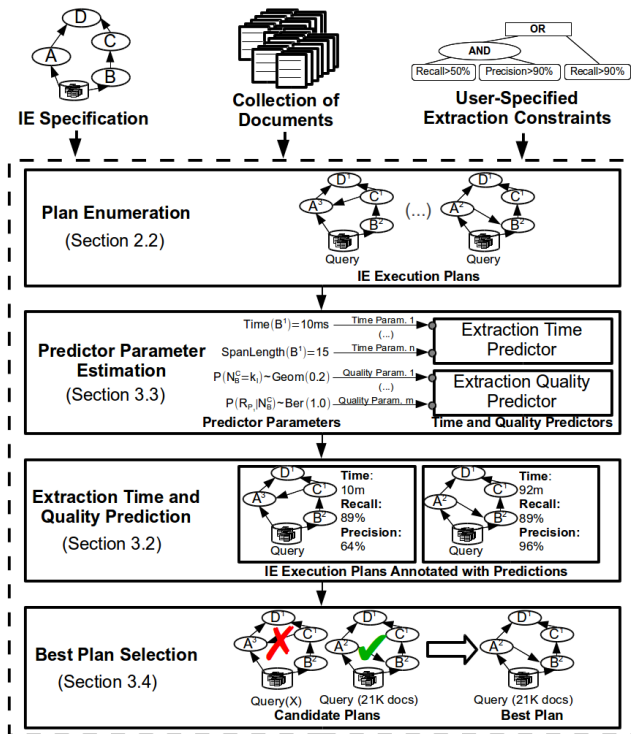 D
A
C
B
IE Specification
Collection of
Documents
OR
AND
Recall>50%
Precision>90%
Recall>90%
User-Specified
Extraction Constraints
Plan Enumeration
(Section 2.2)
D¹
A³
C¹
B²
Query
(...)
D¹
A²
C¹
B²
Query
IE Execution Plans
Predictor Parameter
Estimation
(Section 3.3)
Time(B¹)=10ms
Time Param. 1
(...)
SpanLength(B¹)=15
Time Param. n
Extraction Time
Predictor
P(N_B^C=k_i)~Geom(0.2)
Quality Param. 1
(...)
P(R_P_i|N_B^C)~Ber(1.0)
Quality Param. m
Extraction Quality
Predictor
Predictor Parameters
Time and Quality Predictors
Extraction Time and
Quality Prediction
(Section 3.2)
D¹
A³
C¹
B²
Query
Time:
10m
Recall:
89%
Precision:
64%
D¹
A²
C¹
B²
Query
Time:
92m
Recall:
89%
Precision:
96%
IE Execution Plans Annotated with Predictions
Best Plan Selection
(Section 3.4)
D¹
A³
C¹
B²
Query(X)
D¹
A²
C¹
B²
Query (21K docs)
Candidate Plans
D¹
A²
C¹
B²
Query (21K docs)
Best Plan